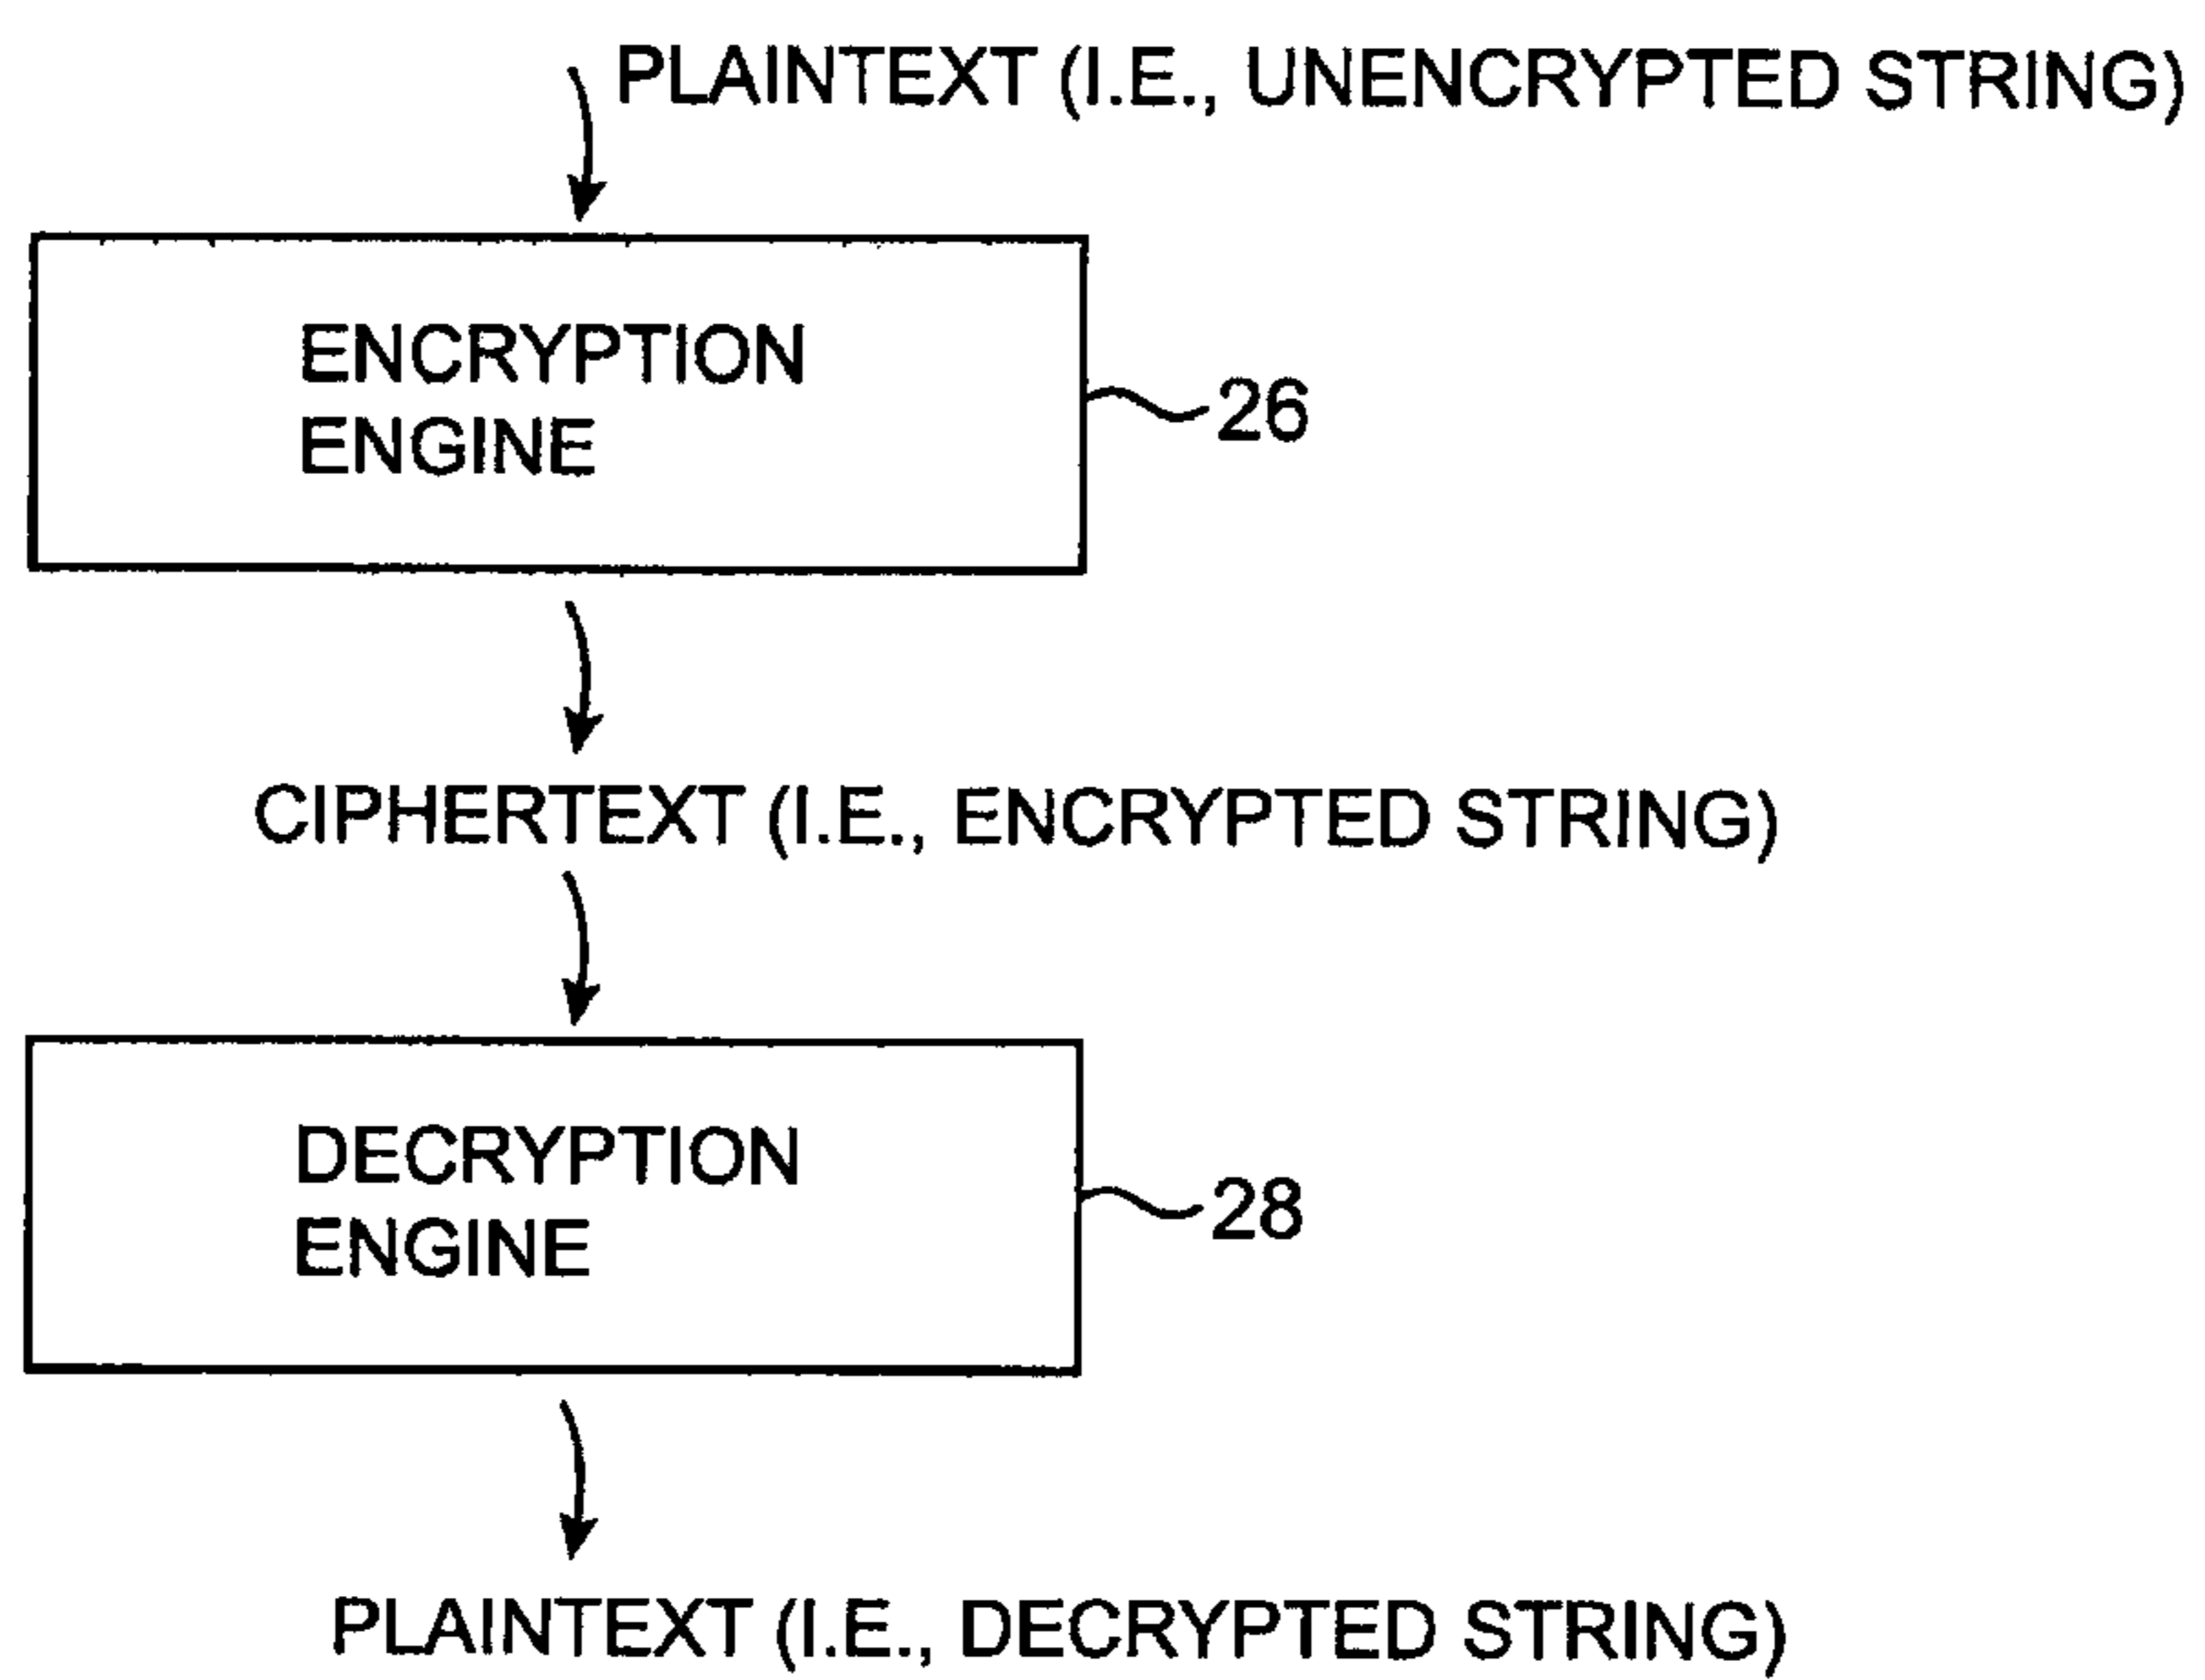 PLAINTEXT (I.E., UNENCRYPTED STRING)
ENCRYPTION
ENGINE
26
CIPHERTEXT (I.E., ENCRYPTED STRING)
DECRYPTION
ENGINE
28
PLAINTEXT (I.E., DECRYPTED STRING)